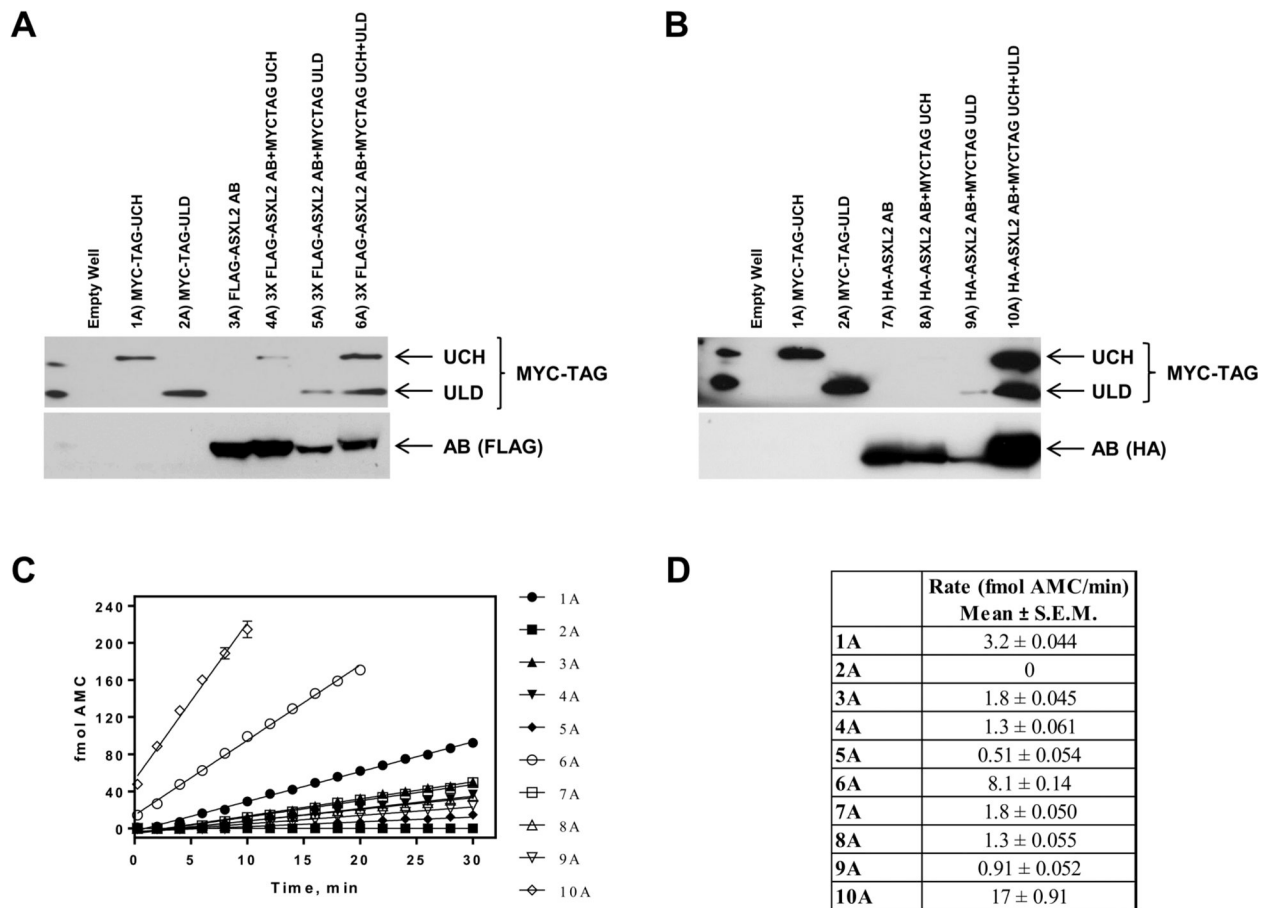 A
Empty Well
1A) MYC-TAG-UCH
2A) MYC-TAG-ULD
3A) FLAG-ASXL2 AB
4A) 3X FLAG-ASXL2 AB+MYCTAG UCH
5A) 3X FLAG-ASXL2 AB+MYCTAG ULD
6A) 3X FLAG-ASXL2 AB+MYCTAG UCH+ULD
UCH
ULD
MYC-TAG
AB (FLAG)
B
Empty Well
1A) MYC-TAG-UCH
2A) MYC-TAG-ULD
7A) HA-ASXL2 AB
8A) HA-ASXL2 AB+MYCTAG UCH
9A) HA-ASXL2 AB+MYCTAG ULD
10A) HA-ASXL2 AB+MYCTAG UCH+ULD
UCH
ULD
MYC-TAG
AB (HA)
C
fmol AMC
240
200
160
120
80
40
0
0 5 10 15 20 25 30
Time, min
1A
2A
3A
4A
5A
6A
7A
8A
9A
10A
D
Rate (fmol AMC/min)
Mean ± S.E.M.
1A 3.2 ± 0.044
2A 0
3A 1.8 ± 0.045
4A 1.3 ± 0.061
5A 0.51 ± 0.054
6A 8.1 ± 0.14
7A 1.8 ± 0.050
8A 1.3 ± 0.055
9A 0.91 ± 0.052
10A 17 ± 0.91